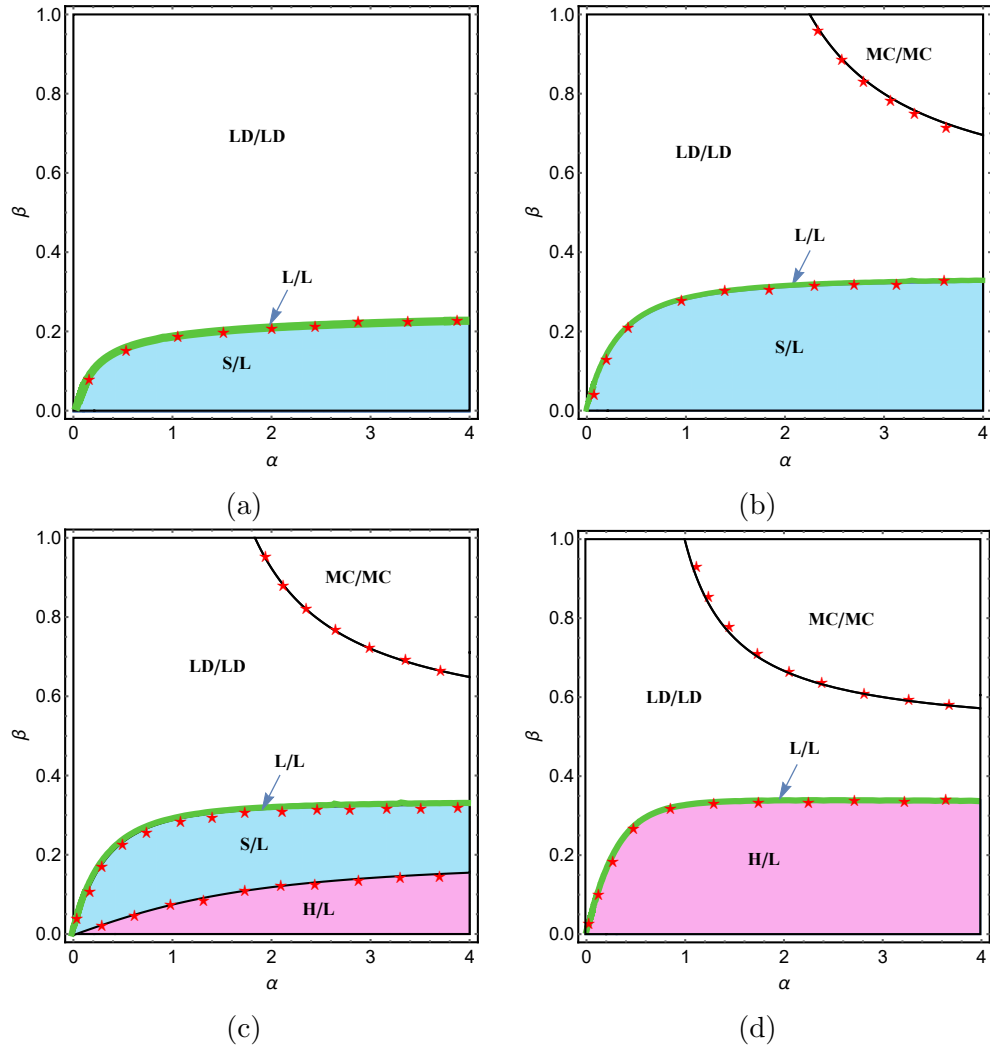 1.0
0.8
0.6
0.4
0.2
0.0
β
LD/LD
L/L
S/L
0 1 2 3 4
α
(a)
1.0
0.8
0.6
0.4
0.2
0.0
β
MC/MC
LD/LD
L/L
S/L
0 1 2 3 4
α
(b)
1.0
0.8
0.6
0.4
0.2
0.0
β
MC/MC
LD/LD
L/L
S/L
H/L
0 1 2 3 4
α
(c)
1.0
0.8
0.6
0.4
0.2
0.0
β
MC/MC
LD/LD
L/L
H/L
0 1 2 3 4
α
(d)